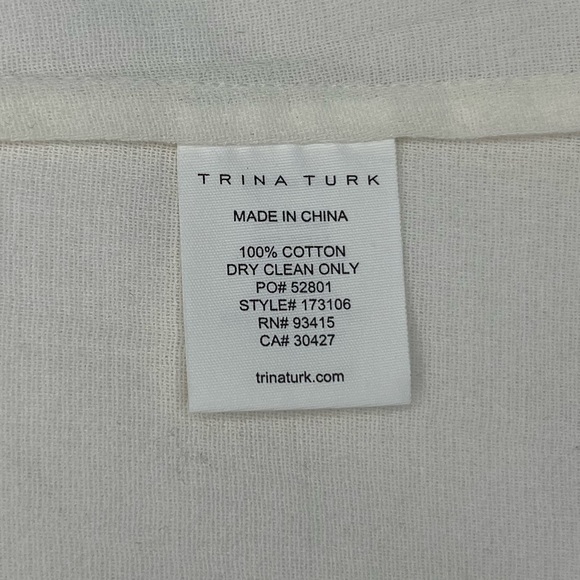 TRINA TURK
MADE IN CHINA
100% COTTON
DRY CLEAN ONLY
PO# 52801
STYLE# 173106
RN# 93415
CA# 30427
trinaturk.com